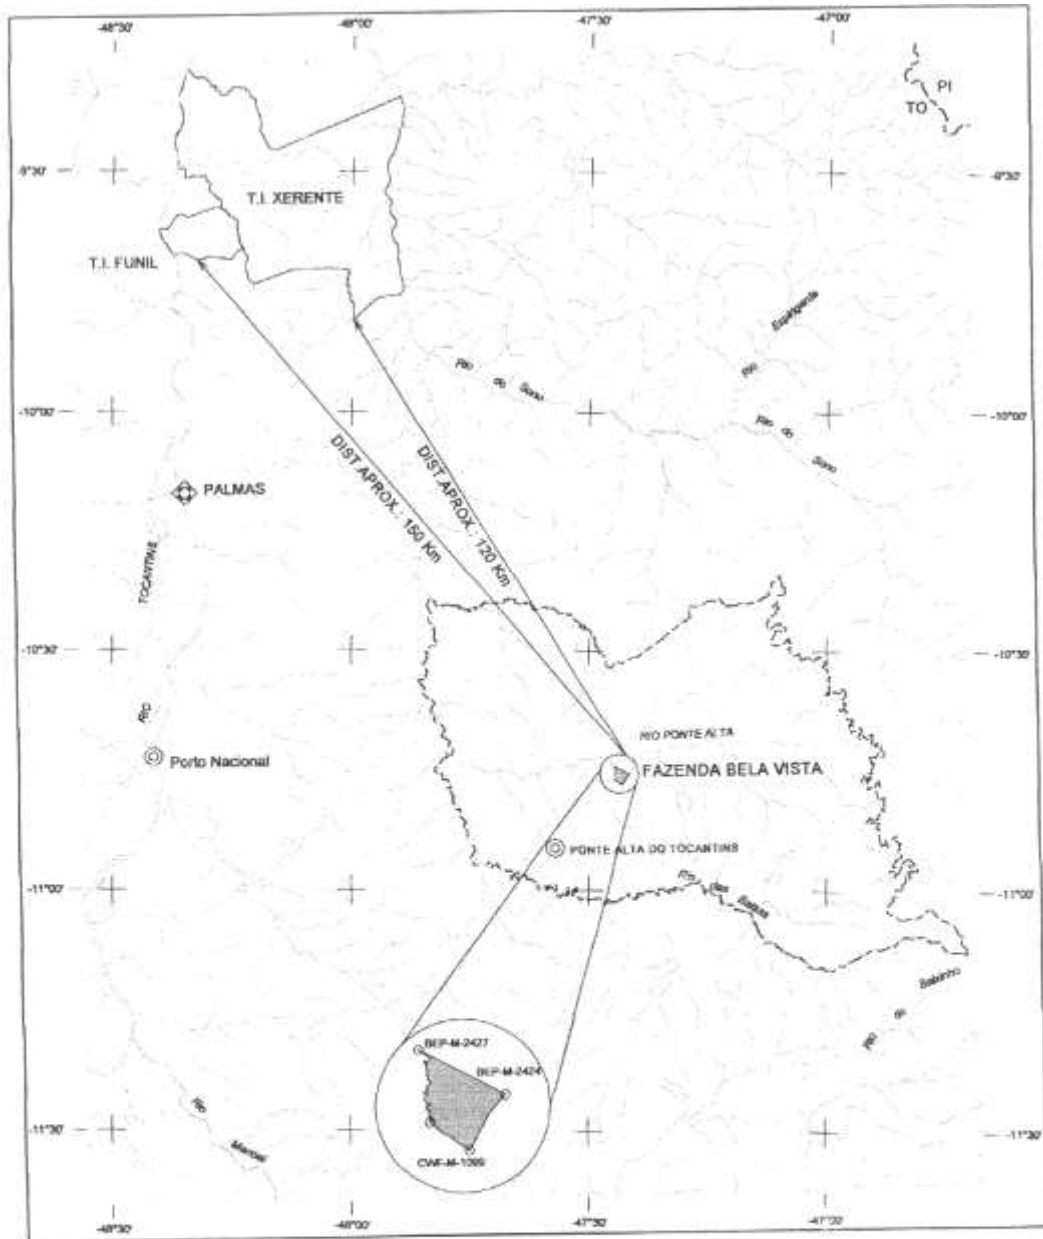 -48°30'
-48°00'
-47°30'
-47°00'
PI
TO
-9°30'
-9°30'
T.I. XERENTE
T.I. FUNIL
Rio Espingarda
Rio do Sono
-10°00'
-10°00'
Rio do Sono
DIST APROX.: 150 Km
DIST APROX.: 120 Km
PALMAS
RIO TOCANTINS
-10°30'
-10°30'
RIO PONTE ALTA
Porto Nacional
FAZENDA BELA VISTA
PONTE ALTA DO TOCANTINS
-11°00'
-11°00'
Rio das Balsas
Rio do
BEP-M-2427
BEP-M-2424
-11°30'
-11°30'
Rio
CWF-M-1099
-48°30'
-48°00'
-47°30'
-47°00'